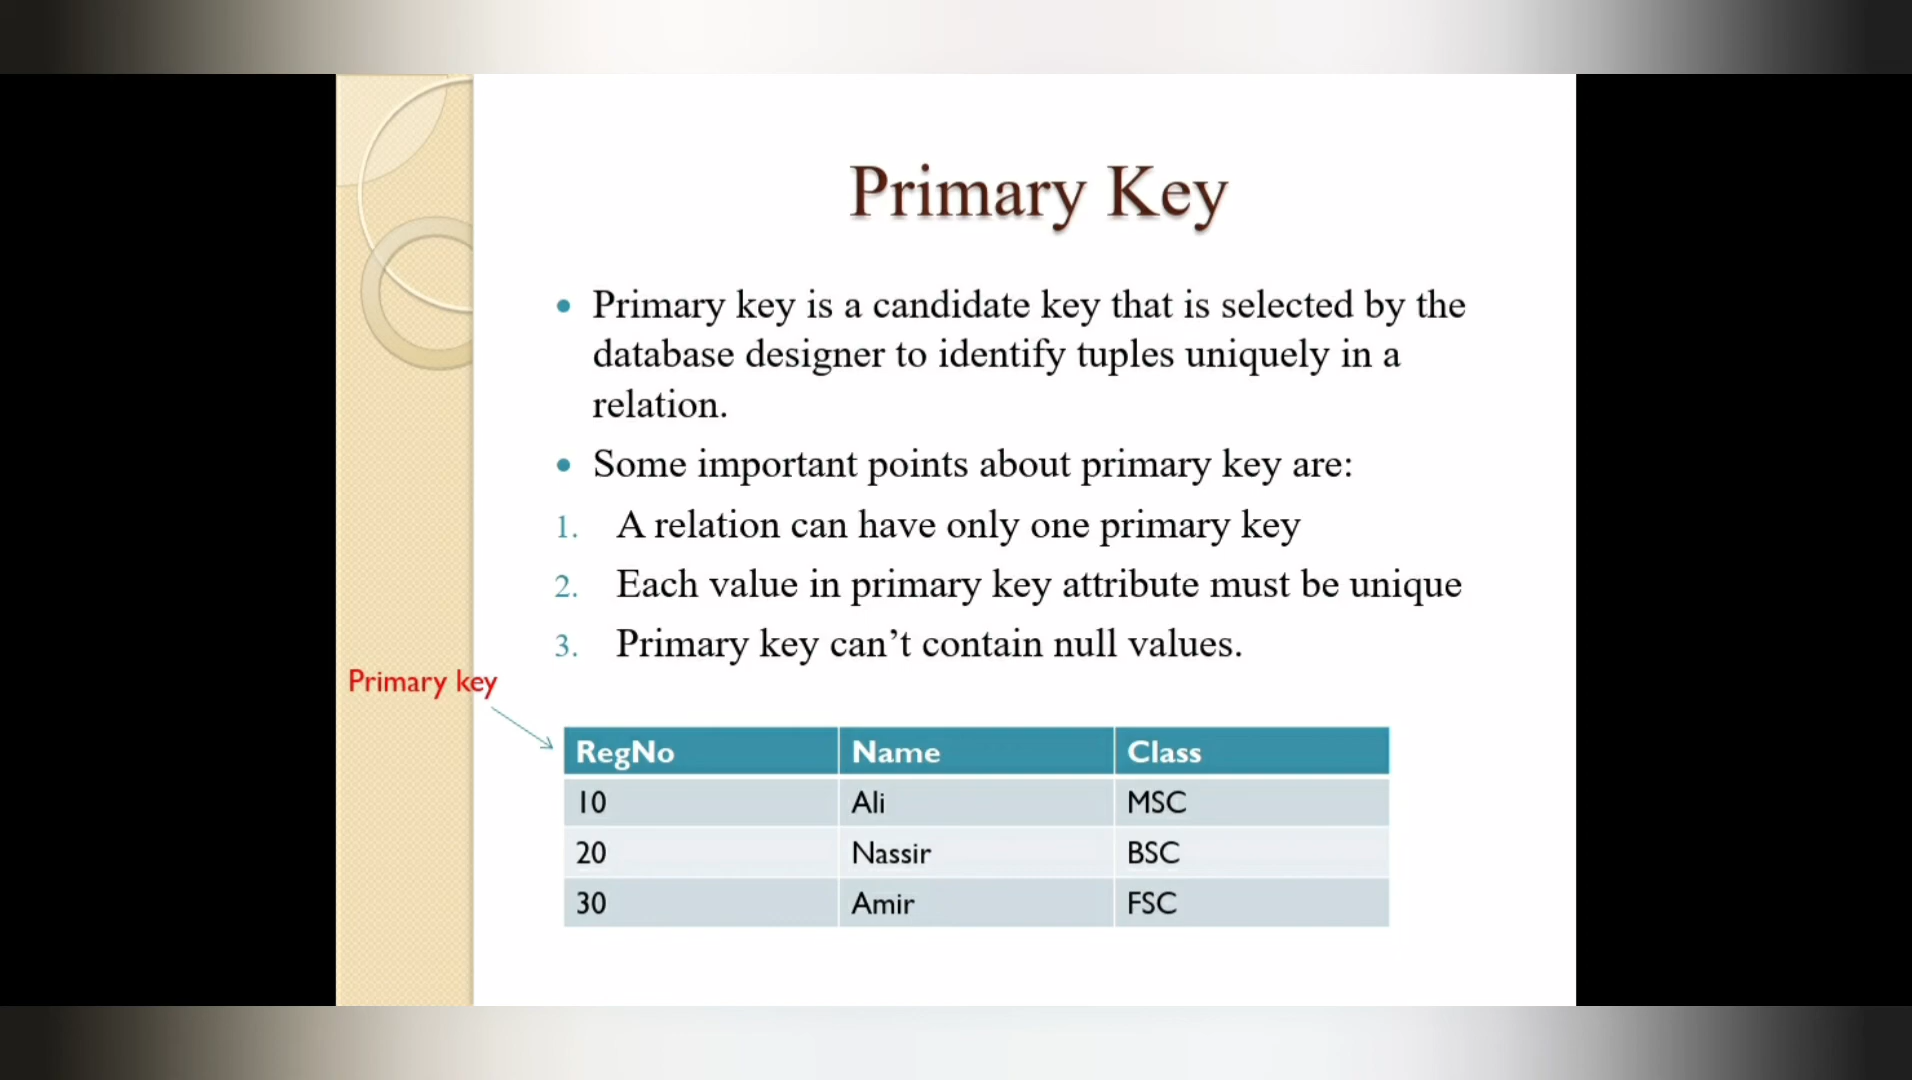 Primary Key
• Primary key is a candidate key that is selected by the
database designer to identify tuples uniquely in a
relation.
• Some important points about primary key are:
1. A relation can have only one primary key
2. Each value in primary key attribute must be unique
3. Primary key can’t contain null values.
Primary key
RegNo Name Class
10 Ali MSC
20 Nassir BSC
30 Amir FSC